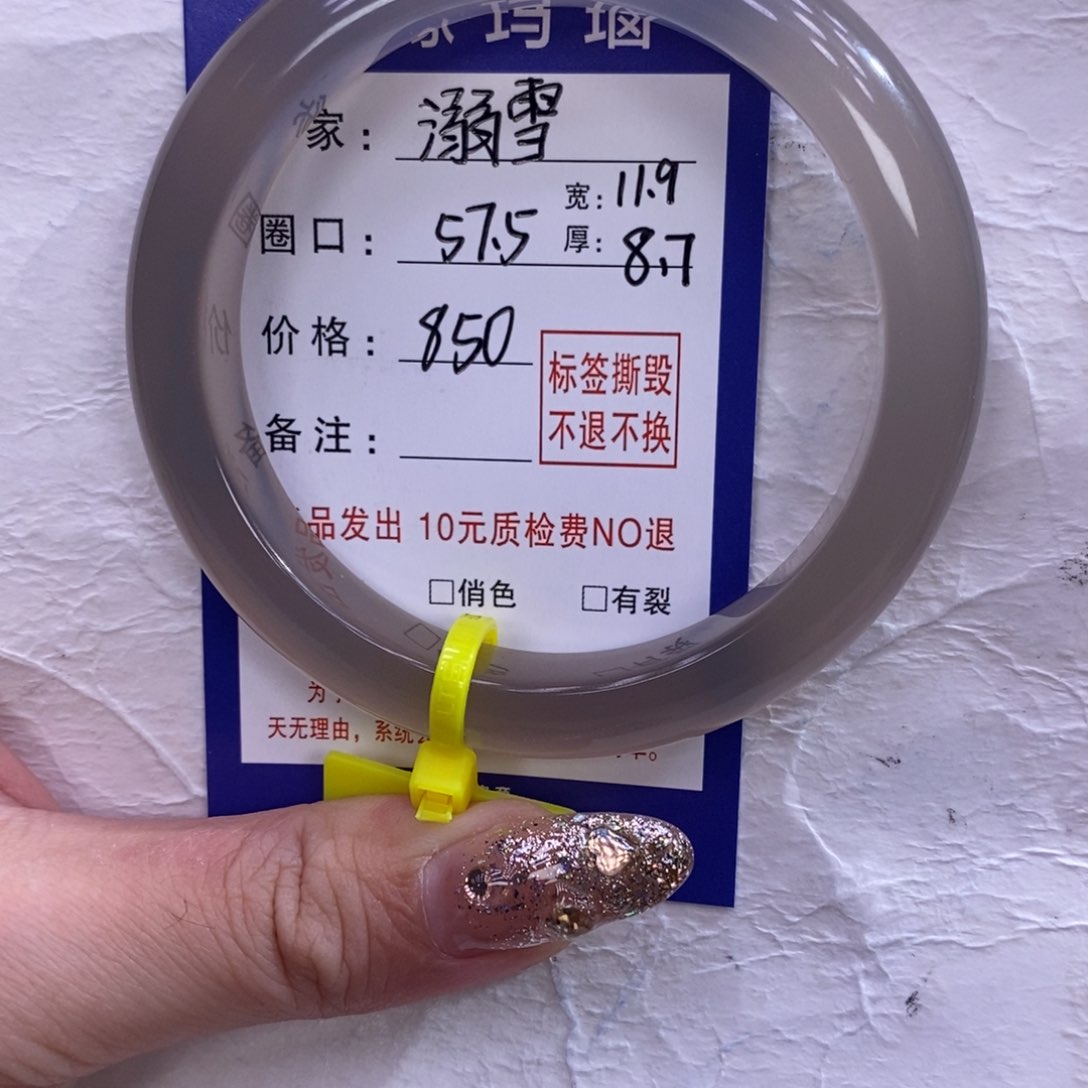 玛瑙
家：溺雪
圈口：57.5 宽：11.9
厚：8.7
价格：850
标签撕毁
不退不换
备注：
品发出 10元质检费NO退
□俏色 □有裂
为
天无理由，系统